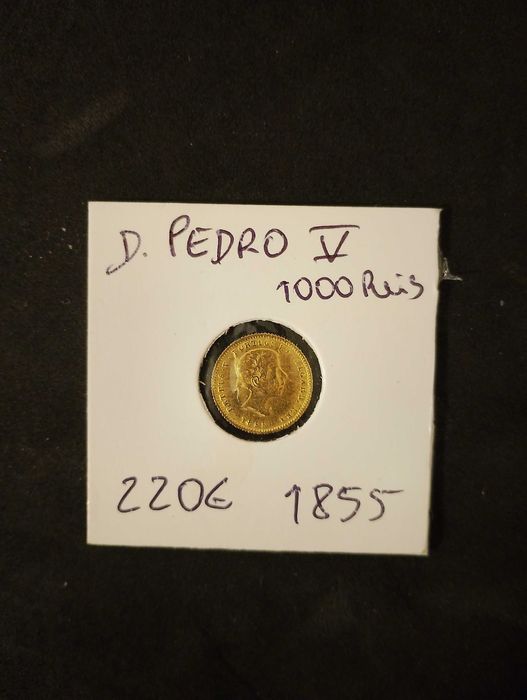 D. PEDRO V
1000 Reis
220€ 1855